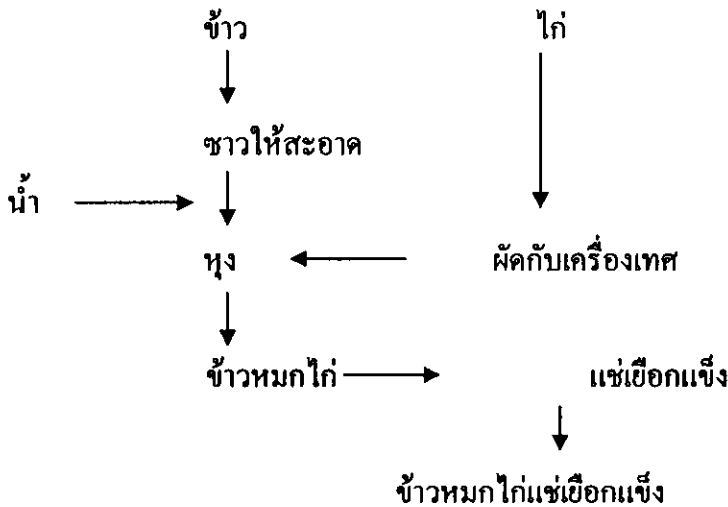 ข้าว
ไก่
ซาวให้สะอาด
น้ำ
หุง
ผัดกับเครื่องเทศ
ข้าวหมกไก่
แช่เยือกแข็ง
ข้าวหมกไก่แช่เยือกแข็ง